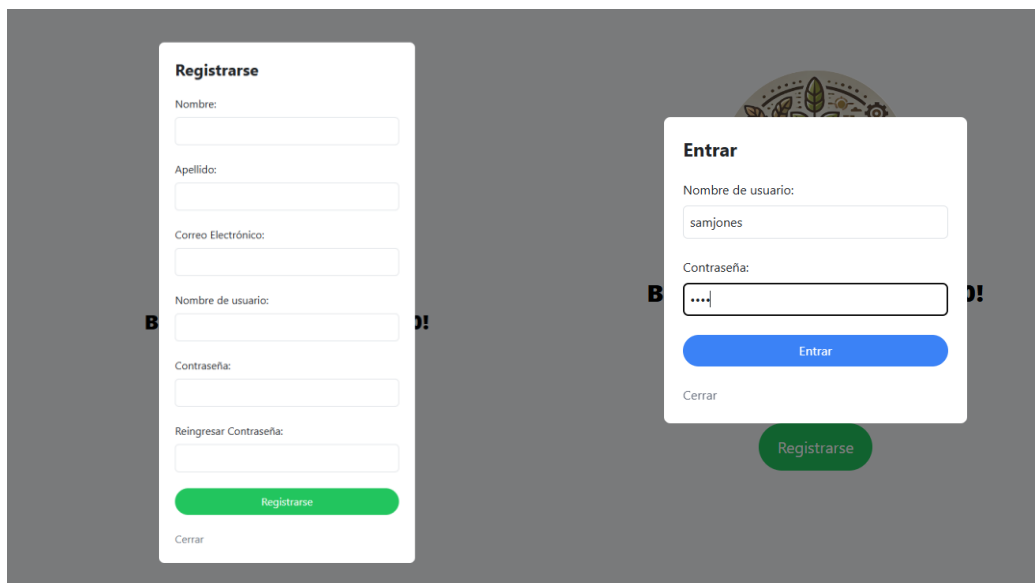 Registrarse
Nombre:
Apellido:
Correo Electrónico:
Nombre de usuario:
Contraseña:
Reingresar Contraseña:
Registrarse
Cerrar
B
O!
Entrar
Nombre de usuario:
samjones
Contraseña:
••••
Entrar
Cerrar
B
O!
Registrarse